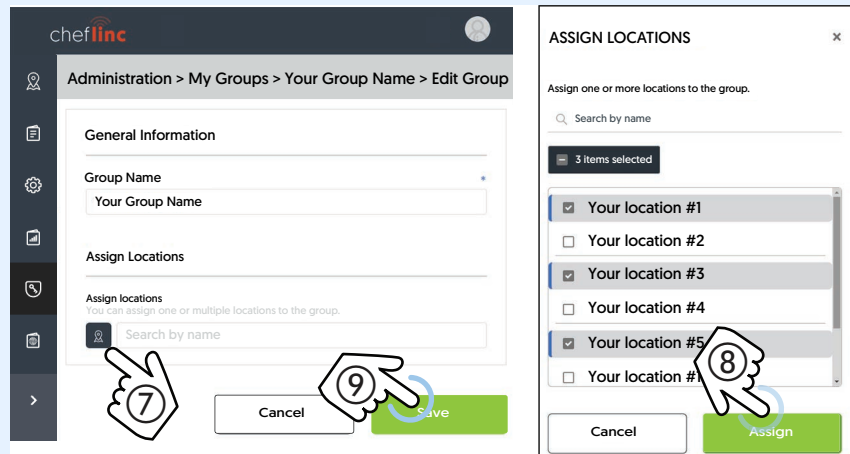 cheflinc
Administration > My Groups > Your Group Name > Edit Group
General Information
Group Name *
Your Group Name
Assign Locations
Assign locations
You can assign one or multiple locations to the group.
Search by name
7
9
Cancel
Save
ASSIGN LOCATIONS ×
Assign one or more locations to the group.
Search by name
3 items selected
Your location #1
Your location #2
Your location #3
Your location #4
Your location #5
Your location #1
8
Cancel
Assign